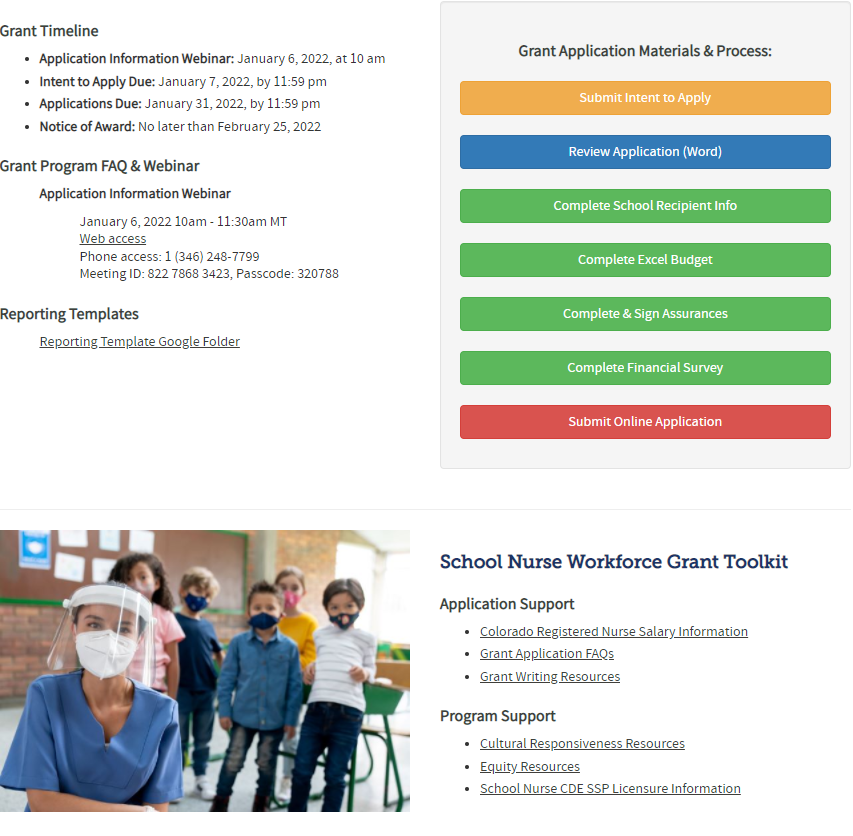 Grant Timeline
Application Information Webinar: January 6, 2022, at 10 am
Intent to Apply Due: January 7, 2022, by 11:59 pm
Applications Due: January 31, 2022, by 11:59 pm
Notice of Award: No later than February 25, 2022
Grant Program FAQ & Webinar
Application Information Webinar
January 6, 2022 10am - 11:30am MT
Web access
Phone access: 1 (346) 248-7799
Meeting ID: 822 7868 3423, Passcode: 320788
Reporting Templates
Reporting Template Google Folder
Grant Application Materials & Process:
Submit Intent to Apply
Review Application (Word)
Complete School Recipient Info
Complete Excel Budget
Complete & Sign Assurances
Complete Financial Survey
Submit Online Application
School Nurse Workforce Grant Toolkit
Application Support
Colorado Registered Nurse Salary Information
Grant Application FAQs
Grant Writing Resources
Program Support
Cultural Responsiveness Resources
Equity Resources
School Nurse CDE SSP Licensure Information